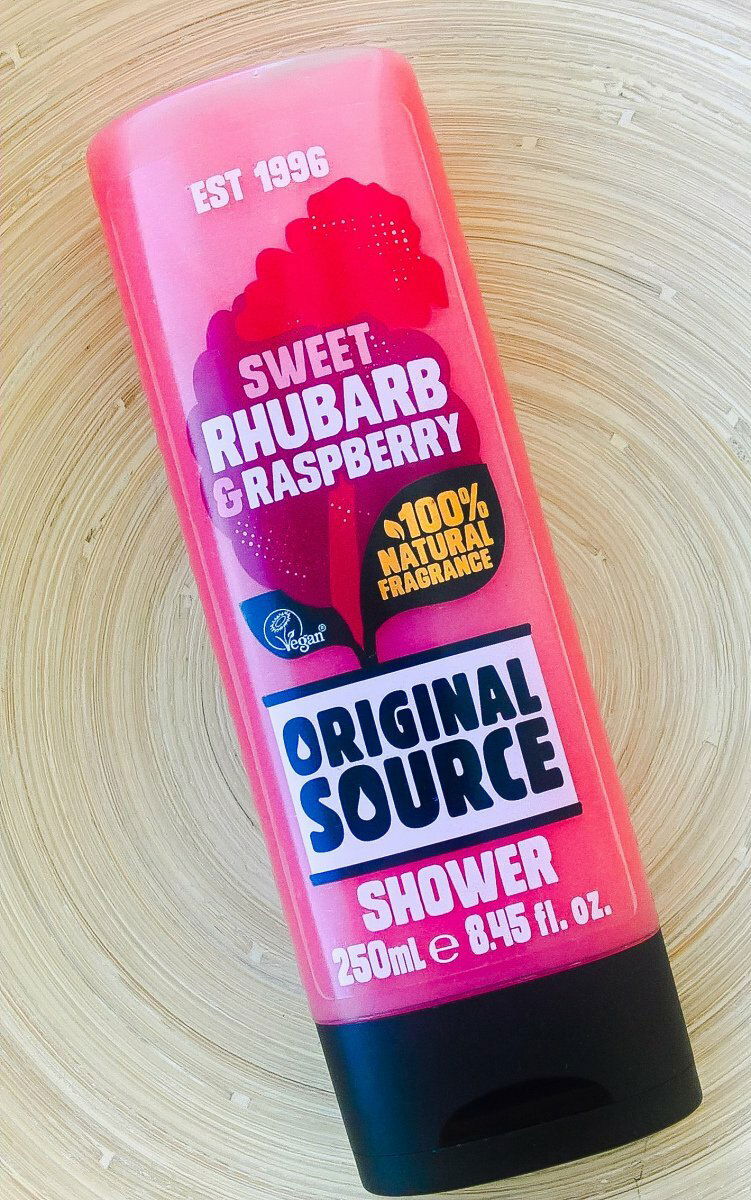 EST 1996
SWEET
RHUBARB
& RASPBERRY
100%
NATURAL
FRAGRANCE
Vegan®
ORIGINAL
SOURCE
SHOWER
250mL e 8.45 fl. oz.